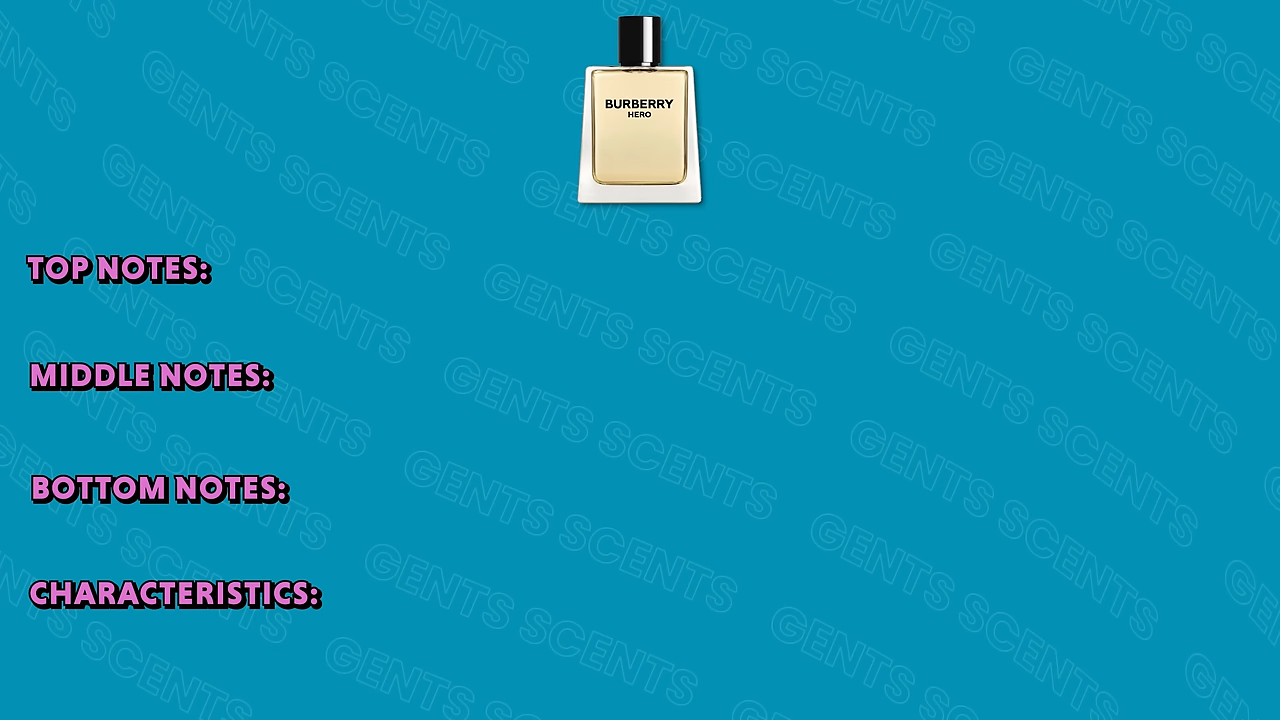 BURBERRY
HERO
TOP NOTES:
MIDDLE NOTES:
BOTTOM NOTES:
CHARACTERISTICS:
GENTS SCENTS